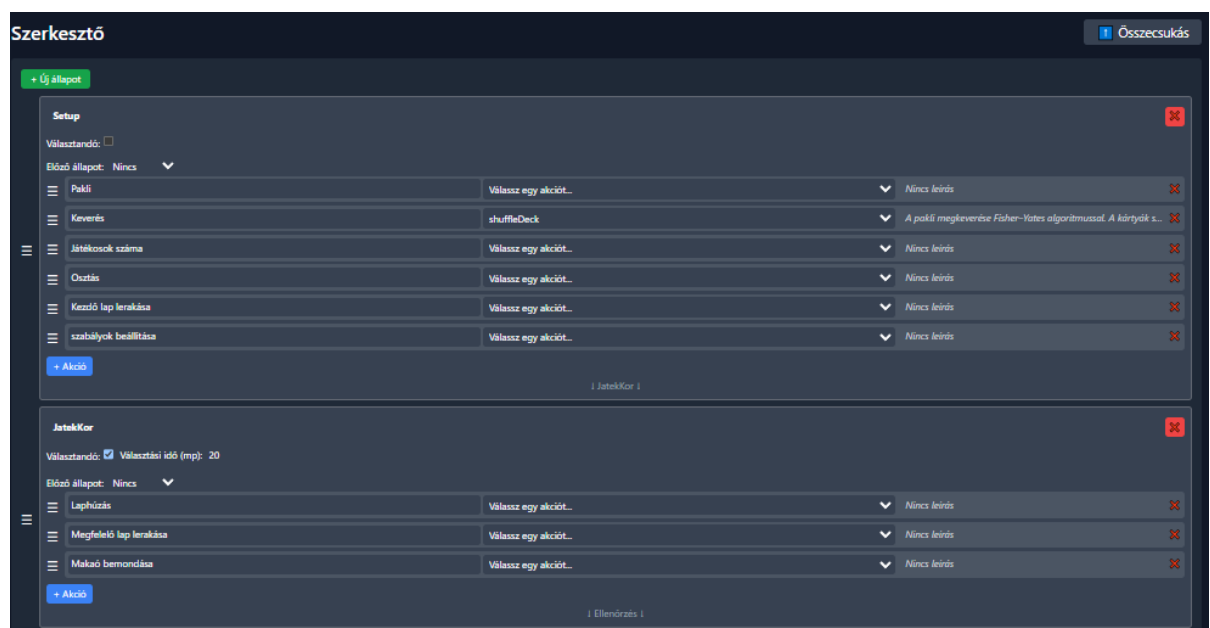 Szerkesztő
↑ Összecsukás
+ Új állapot
Setup
Választandó:
Előző állapot: Nincs
Pakli Válassz egy akciót... Nincs leírás
Keverés shuffleDeck A pakli megkeverése Fisher-Yates algoritmussal. A kártyák s...
Játékosok száma Válassz egy akciót... Nincs leírás
Osztás Válassz egy akciót... Nincs leírás
Kezdő lap lerakása Válassz egy akciót... Nincs leírás
szabályok beállítása Válassz egy akciót... Nincs leírás
+ Akció
↓ JatekKor ↓
JatekKor
Választandó: Választási idő (mp): 20
Előző állapot: Nincs
Laphúzás Válassz egy akciót... Nincs leírás
Megfelelő lap lerakása Válassz egy akciót... Nincs leírás
Makaó bemondása Válassz egy akciót... Nincs leírás
+ Akció
↓ Ellenőrzés ↓